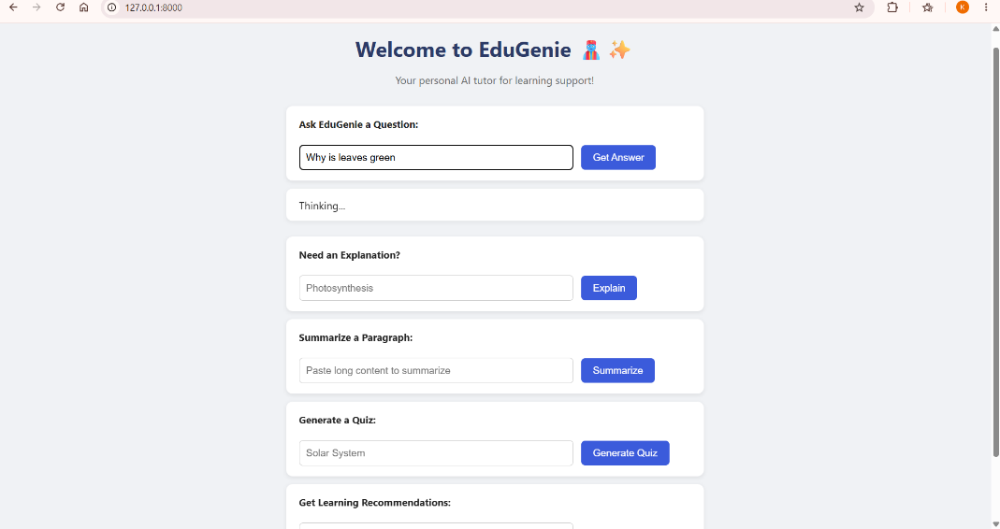 127.0.0.1:8000
K
Welcome to EduGenie
Your personal AI tutor for learning support!
Ask EduGenie a Question:
Why is leaves green
Get Answer
Thinking...
Need an Explanation?
Photosynthesis
Explain
Summarize a Paragraph:
Paste long content to summarize
Summarize
Generate a Quiz:
Solar System
Generate Quiz
Get Learning Recommendations: